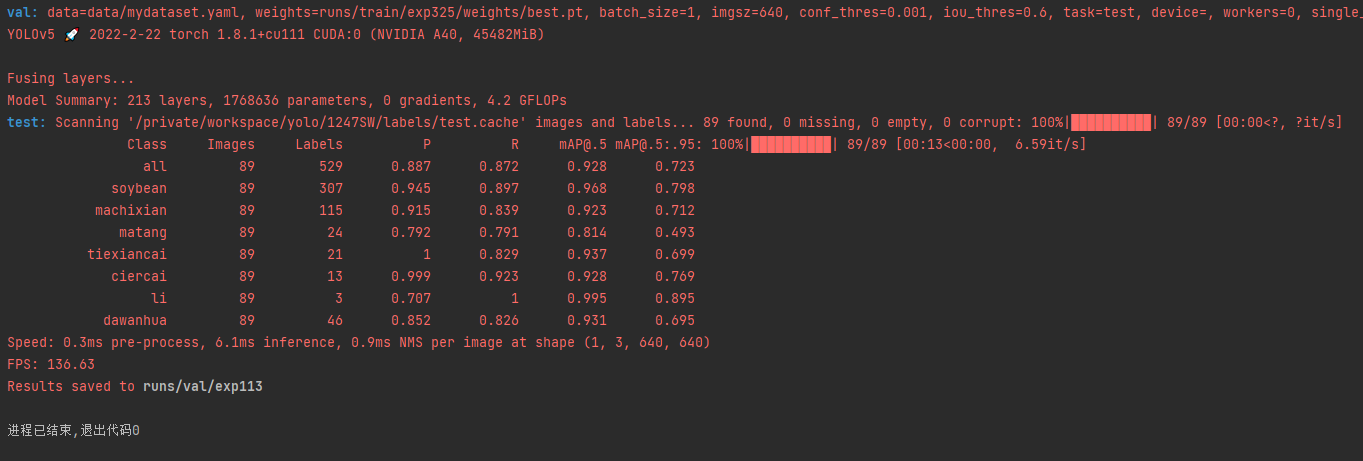 val: data=data/mydataset.yaml, weights=runs/train/exp325/weights/best.pt, batch_size=1, imgsz=640, conf_thres=0.001, iou_thres=0.6, task=test, device=, workers=0, single_
YOLOv5 🚀 2022-2-22 torch 1.8.1+cu111 CUDA:0 (NVIDIA A40, 45482MiB)
Fusing layers...
Model Summary: 213 layers, 1768636 parameters, 0 gradients, 4.2 GFLOPs
test: Scanning '/private/workspace/yolo/1247SW/labels/test.cache' images and labels... 89 found, 0 missing, 0 empty, 0 corrupt: 100%|██████████| 89/89 [00:00<?, ?it/s]
Class Images Labels P R mAP@.5 mAP@.5:.95: 100%|██████████| 89/89 [00:13<00:00, 6.59it/s]
all 89 529 0.887 0.872 0.928 0.723
soybean 89 307 0.945 0.897 0.968 0.798
machixian 89 115 0.915 0.839 0.923 0.712
matang 89 24 0.792 0.791 0.814 0.493
tiexiancai 89 21 1 0.829 0.937 0.699
ciercai 89 13 0.999 0.923 0.928 0.769
li 89 3 0.707 1 0.995 0.895
dawanhua 89 46 0.852 0.826 0.931 0.695
Speed: 0.3ms pre-process, 6.1ms inference, 0.9ms NMS per image at shape (1, 3, 640, 640)
FPS: 136.63
Results saved to runs/val/exp113
进程已结束,退出代码0